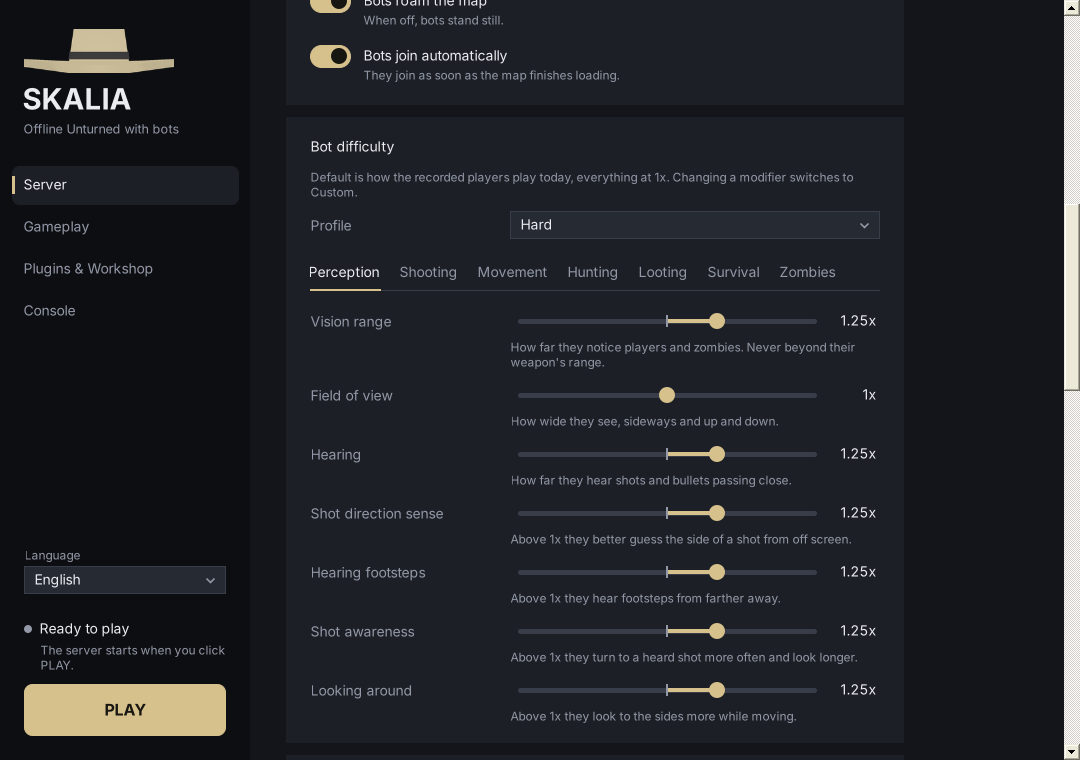 SKALIA
Offline Unturned with bots
Server
Gameplay
Plugins & Workshop
Console
Language
English
Ready to play
The server starts when you click
PLAY.
PLAY
Bots roam the map
When off, bots stand still.
Bots join automatically
They join as soon as the map finishes loading.
Bot difficulty
Default is how the recorded players play today, everything at 1x. Changing a modifier switches to
Custom.
Profile
Hard
Perception Shooting Movement Hunting Looting Survival Zombies
Vision range 1.25x
How far they notice players and zombies. Never beyond their
weapon's range.
Field of view 1x
How wide they see, sideways and up and down.
Hearing 1.25x
How far they hear shots and bullets passing close.
Shot direction sense 1.25x
Above 1x they better guess the side of a shot from off screen.
Hearing footsteps 1.25x
Above 1x they hear footsteps from farther away.
Shot awareness 1.25x
Above 1x they turn to a heard shot more often and look longer.
Looking around 1.25x
Above 1x they look to the sides more while moving.